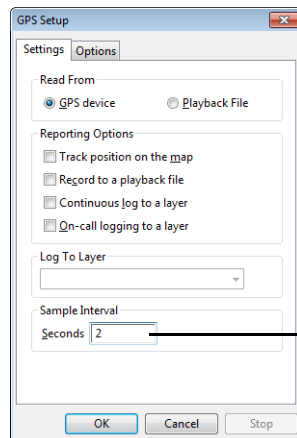 GPS Setup
Settings Options
Read From
GPS device Playback File
Reporting Options
Track position on the map
Record to a playback file
Continuous log to a layer
On-call logging to a layer
Log To Layer
Sample Interval
Seconds 2
OK Cancel Stop